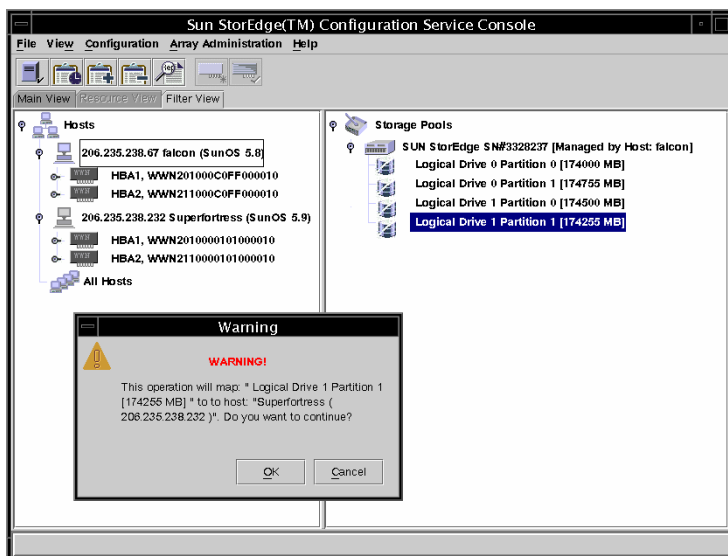 Sun StorEdge(TM) Configuration Service Console
File View Configuration Array Administration Help
Main View Resource View Filter View
Hosts
206.235.238.67 falcon (SunOS 5.8)
HBA1, WWN201000C0FF000010
HBA2, WWN211000C0FF000010
206.235.238.232 Superfortress (SunOS 5.9)
HBA1, WWN2010000101000010
HBA2, WWN2110000101000010
All Hosts
Storage Pools
SUN StorEdge SN#3328237 [Managed by Host: falcon]
Logical Drive 0 Partition 0 [174000 MB]
Logical Drive 0 Partition 1 [174755 MB]
Logical Drive 1 Partition 0 [174500 MB]
Logical Drive 1 Partition 1 [174255 MB]
Warning
WARNING!
This operation will map: " Logical Drive 1 Partition 1
[174255 MB] " to to host: "Superfortress (
206.235.238.232 )". Do you want to continue?
OK
Cancel